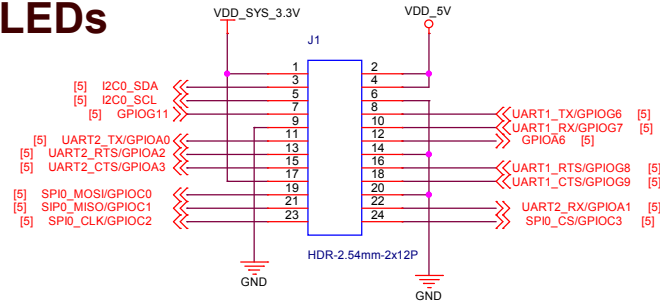 LEDs
VDD_SYS_3.3V
VDD_5V
J1
1 2
3 4
[5] I2C0_SDA
5 6
[5] I2C0_SCL
7 8
[5] GPIOG11
UART1_TX/GPIOG6 [5]
9 10
UART1_RX/GPIOG7 [5]
11 12
[5] UART2_TX/GPIOA0
GPIOA6 [5]
13 14
[5] UART2_RTS/GPIOA2
15 16
[5] UART2_CTS/GPIOA3
UART1_RTS/GPIOG8 [5]
17 18
UART1_CTS/GPIOG9 [5]
19 20
[5] SPI0_MOSI/GPIOC0
21 22
[5] SIP0_MISO/GPIOC1
UART2_RX/GPIOA1 [5]
23 24
[5] SPI0_CLK/GPIOC2
SPI0_CS/GPIOC3 [5]
HDR-2.54mm-2x12P
GND
GND